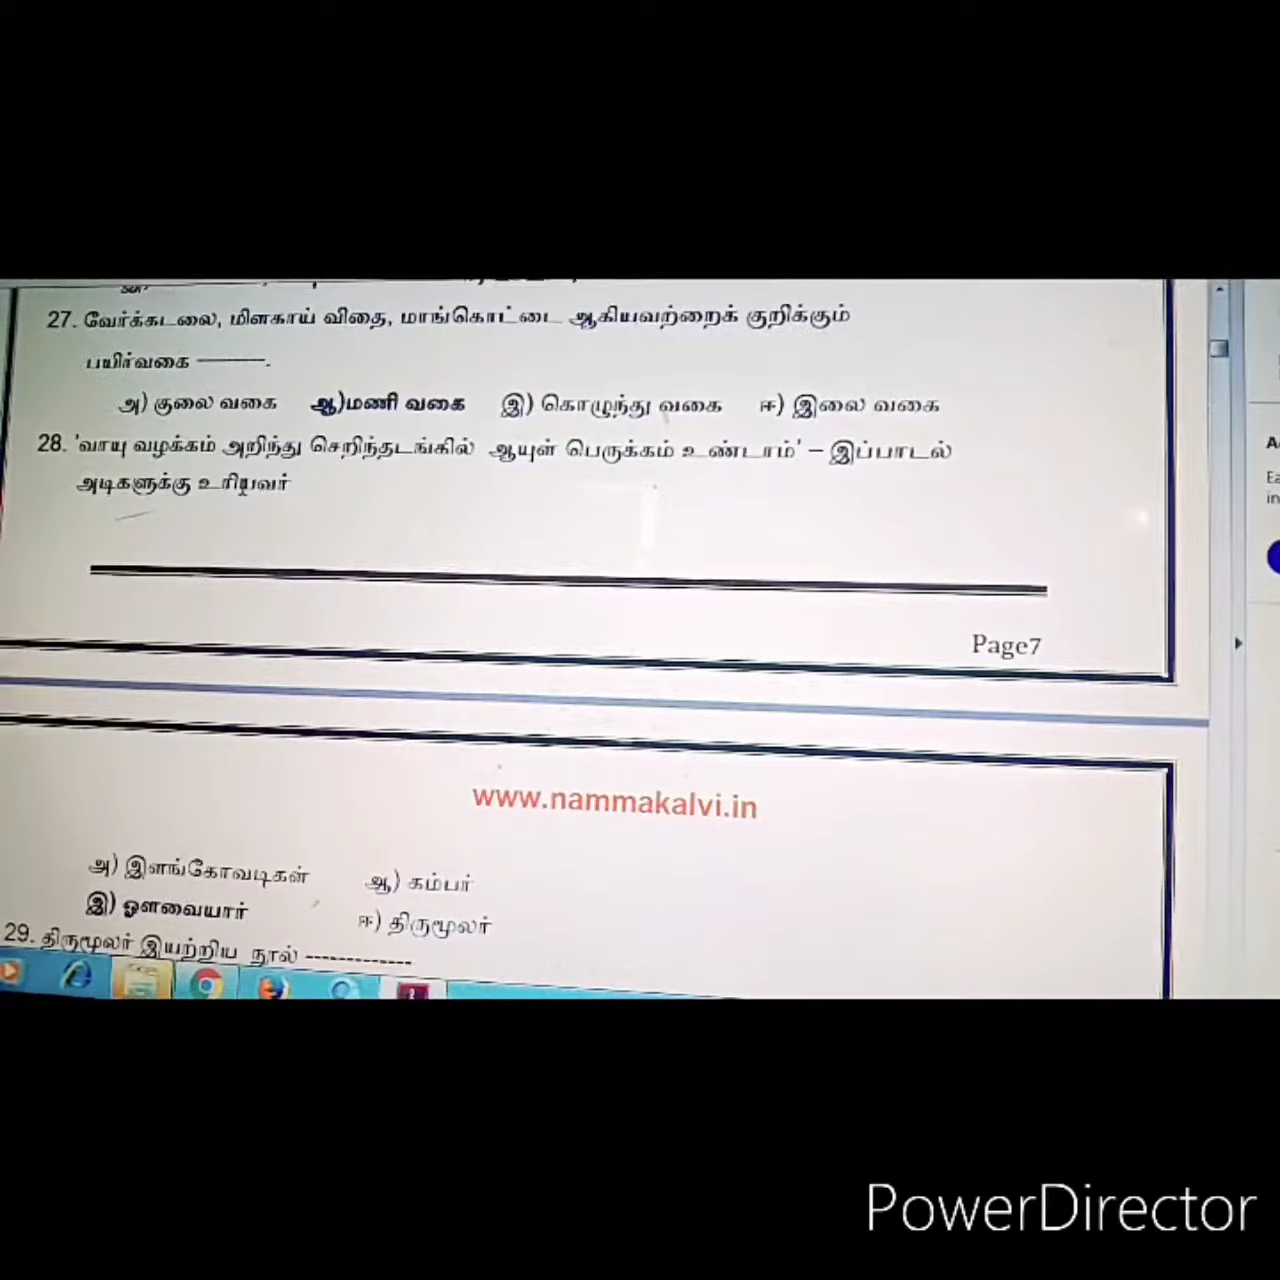 27. வேர்க்கடலை, மிளகாய் விதை, மாங்கொட்டை ஆகியவற்றைக் குறிக்கும்
பயிர்வகை ———.
அ) குலை வகை ஆ)மணி வகை இ) கொழுந்து வகை ஈ) இலை வகை
28. 'வாயு வழக்கம் அறிந்து செறிந்தடங்கில் ஆயுள் பெருக்கம் உண்டாம்' – இப்பாடல்
அடிகளுக்கு உரியவர்
Page7
www.nammakalvi.in
அ) இளங்கோவடிகள் ஆ) கம்பர்
இ) ஔவையார் ஈ) திருமூலர்
29. திருமூலர் இயற்றிய நூல் -------------
PowerDirector